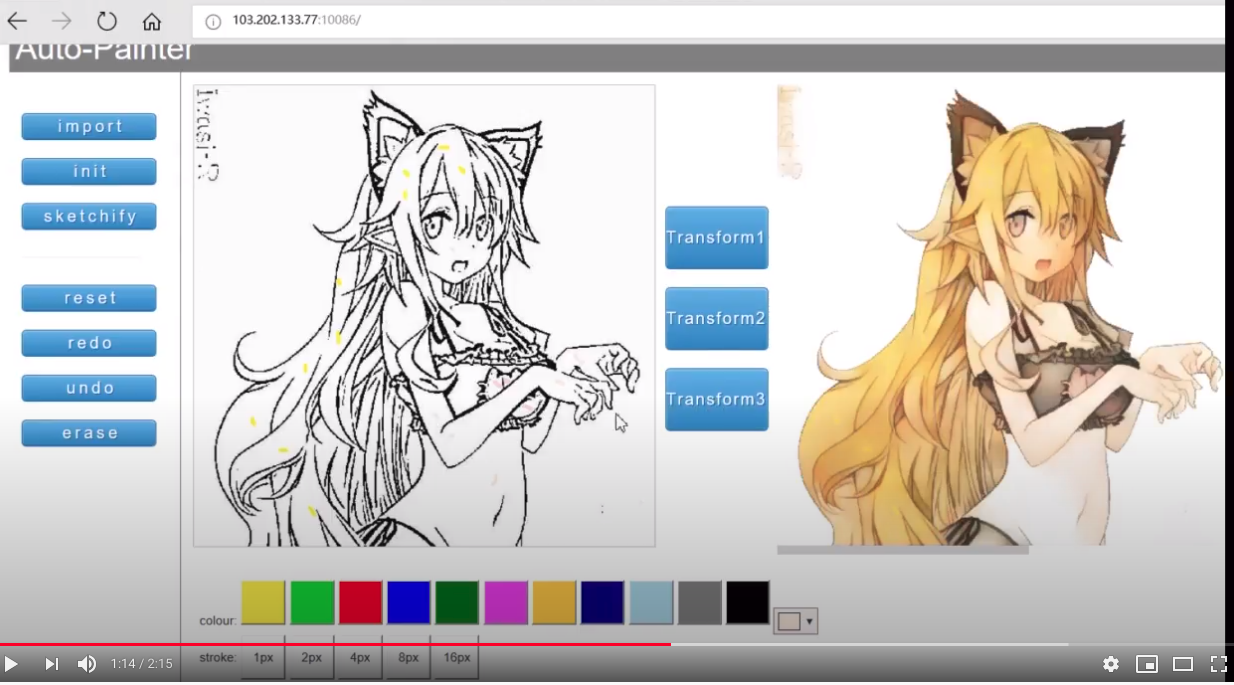 103.202.133.77:10086/
Auto-Painter
import
init
sketchify
reset
redo
undo
erase
Transform1
Transform2
Transform3
colour:
stroke:
1px
2px
4px
8px
16px
1:14 / 2:15